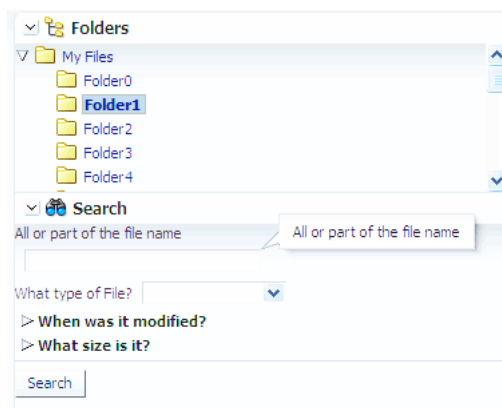 Folders
My Files
Folder0
Folder1
Folder2
Folder3
Folder4
Search
All or part of the file name
All or part of the file name
What type of File?
When was it modified?
What size is it?
Search